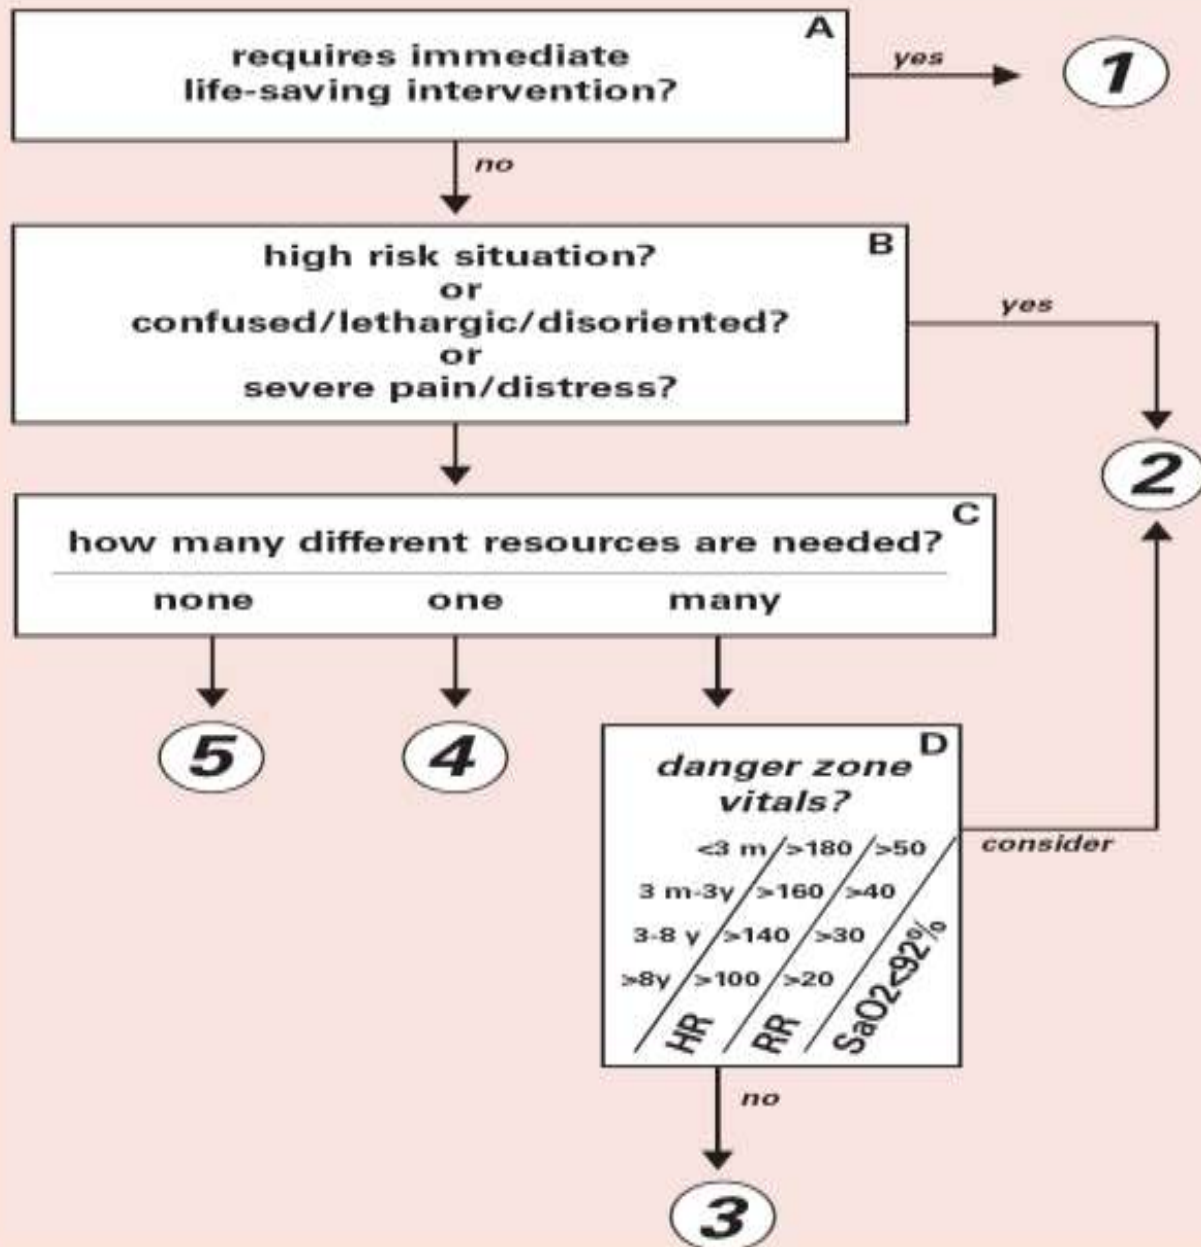 A
requires immediate
life-saving intervention?
yes
1
no
B
high risk situation?
or
confused/lethargic/disoriented?
or
severe pain/distress?
yes
2
C
how many different resources are needed?
none one many
5 4
D
danger zone
vitals?
<3 m >180 >50
3 m-3y >160 >40
3-8 y >140 >30
>8y >100 >20
HR RR SaO2<92%
consider
no
3